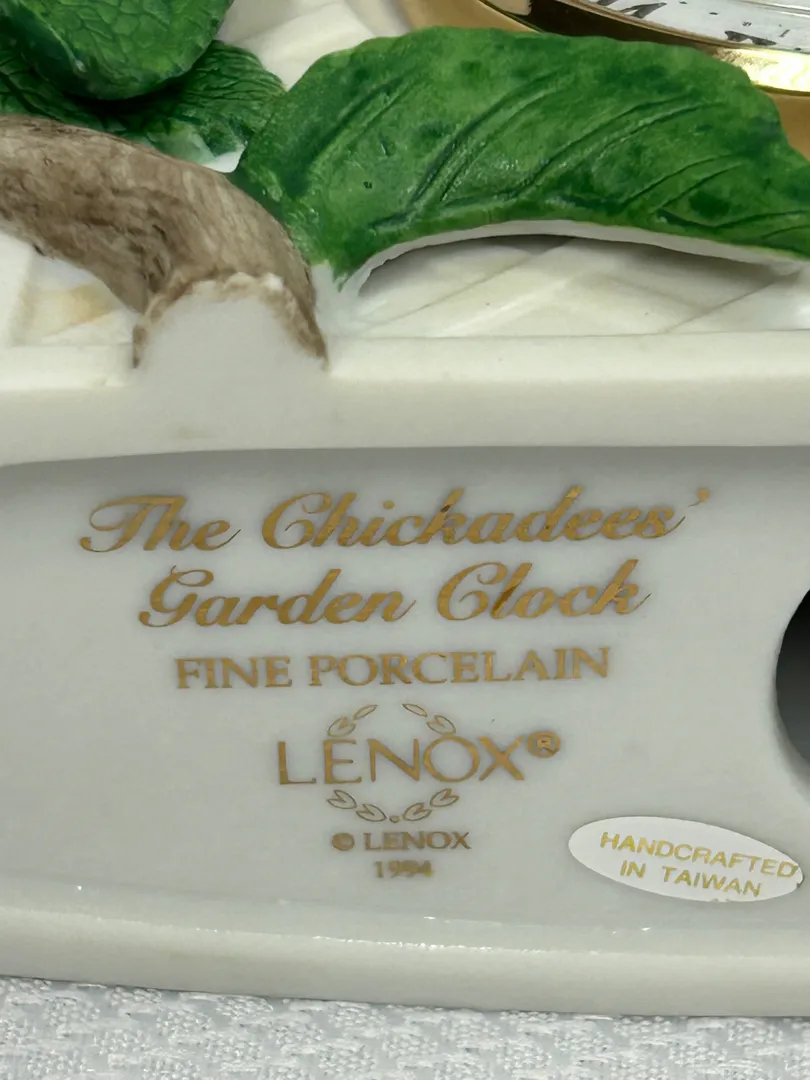 The Chickadees'
Garden Clock
FINE PORCELAIN
LENOX®
© LENOX
1994
HANDCRAFTED
IN TAIWAN